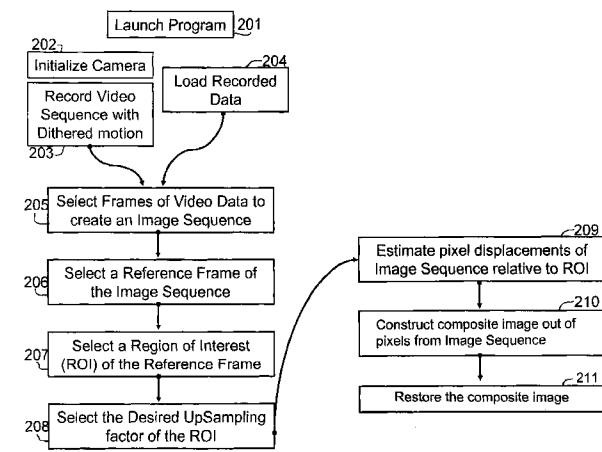 Launch Program
201
202
Initialize Camera
Record Video
Sequence with
Dithered motion
203
204
Load Recorded
Data
205
Select Frames of Video Data to
create an Image Sequence
206
Select a Reference Frame of
the Image Sequence
207
Select a Region of Interest
(ROI) of the Reference Frame
208
Select the Desired UpSampling
factor of the ROI
209
Estimate pixel displacements of
Image Sequence relative to ROI
210
Construct composite image out of
pixels from Image Sequence
211
Restore the composite image